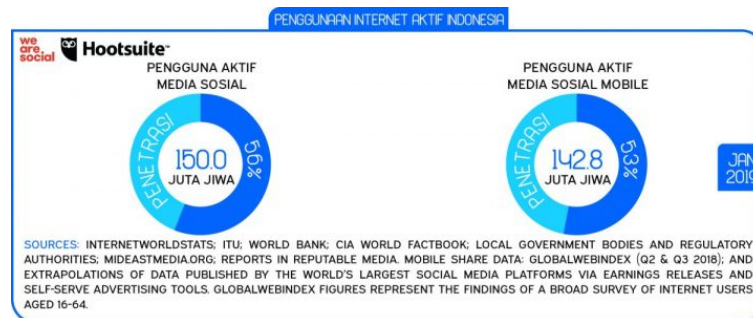 PENGGUNAAN INTERNET AKTIF INDONESIA
we are. social Hootsuite™
PENGGUNA AKTIF
MEDIA SOSIAL
PENETRASI
56%
150.0
JUTA JIWA
PENGGUNA AKTIF
MEDIA SOSIAL MOBILE
PENETRASI
53%
142.8
JUTA JIWA
JAN
2019
SOURCES: INTERNETWORLDSTATS; ITU; WORLD BANK; CIA WORLD FACTBOOK; LOCAL GOVERNMENT BODIES AND REGULATORY
AUTHORITIES; MIDEASTMEDIA.ORG; REPORTS IN REPUTABLE MEDIA. MOBILE SHARE DATA: GLOBALWEBINDEX (Q2 & Q3 2018); AND
EXTRAPOLATIONS OF DATA PUBLISHED BY THE WORLD'S LARGEST SOCIAL MEDIA PLATFORMS VIA EARNINGS RELEASES AND
SELF-SERVE ADVERTISING TOOLS. GLOBALWEBINDEX FIGURES REPRESENT THE FINDINGS OF A BROAD SURVEY OF INTERNET USERS
AGED 16-64.